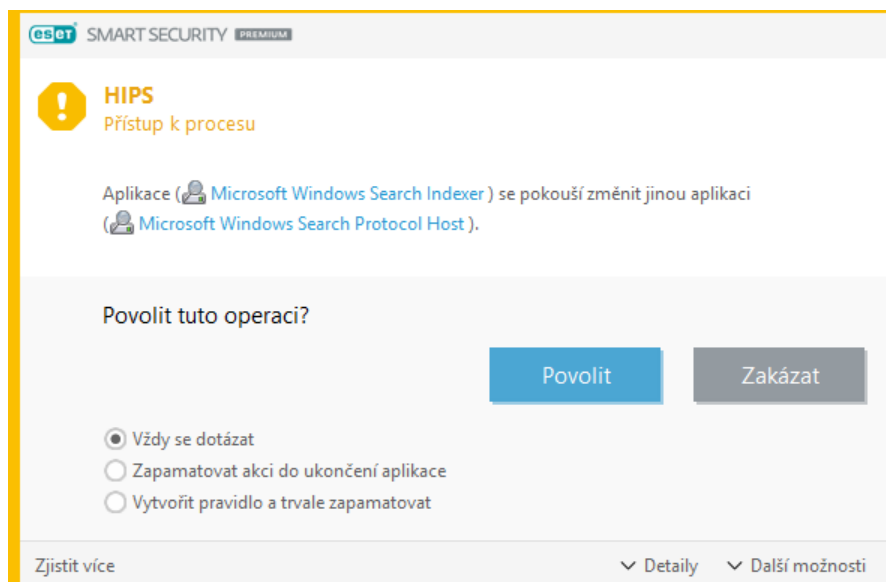 eset SMART SECURITY PREMIUM
HIPS
Přístup k procesu
Aplikace ( Microsoft Windows Search Indexer ) se pokouší změnit jinou aplikaci
( Microsoft Windows Search Protocol Host ).
Povolit tuto operaci?
Povolit Zakázat
Vždy se dotázat
Zapamatovat akci do ukončení aplikace
Vytvořit pravidlo a trvale zapamatovat
Zjistit více Detaily Další možnosti